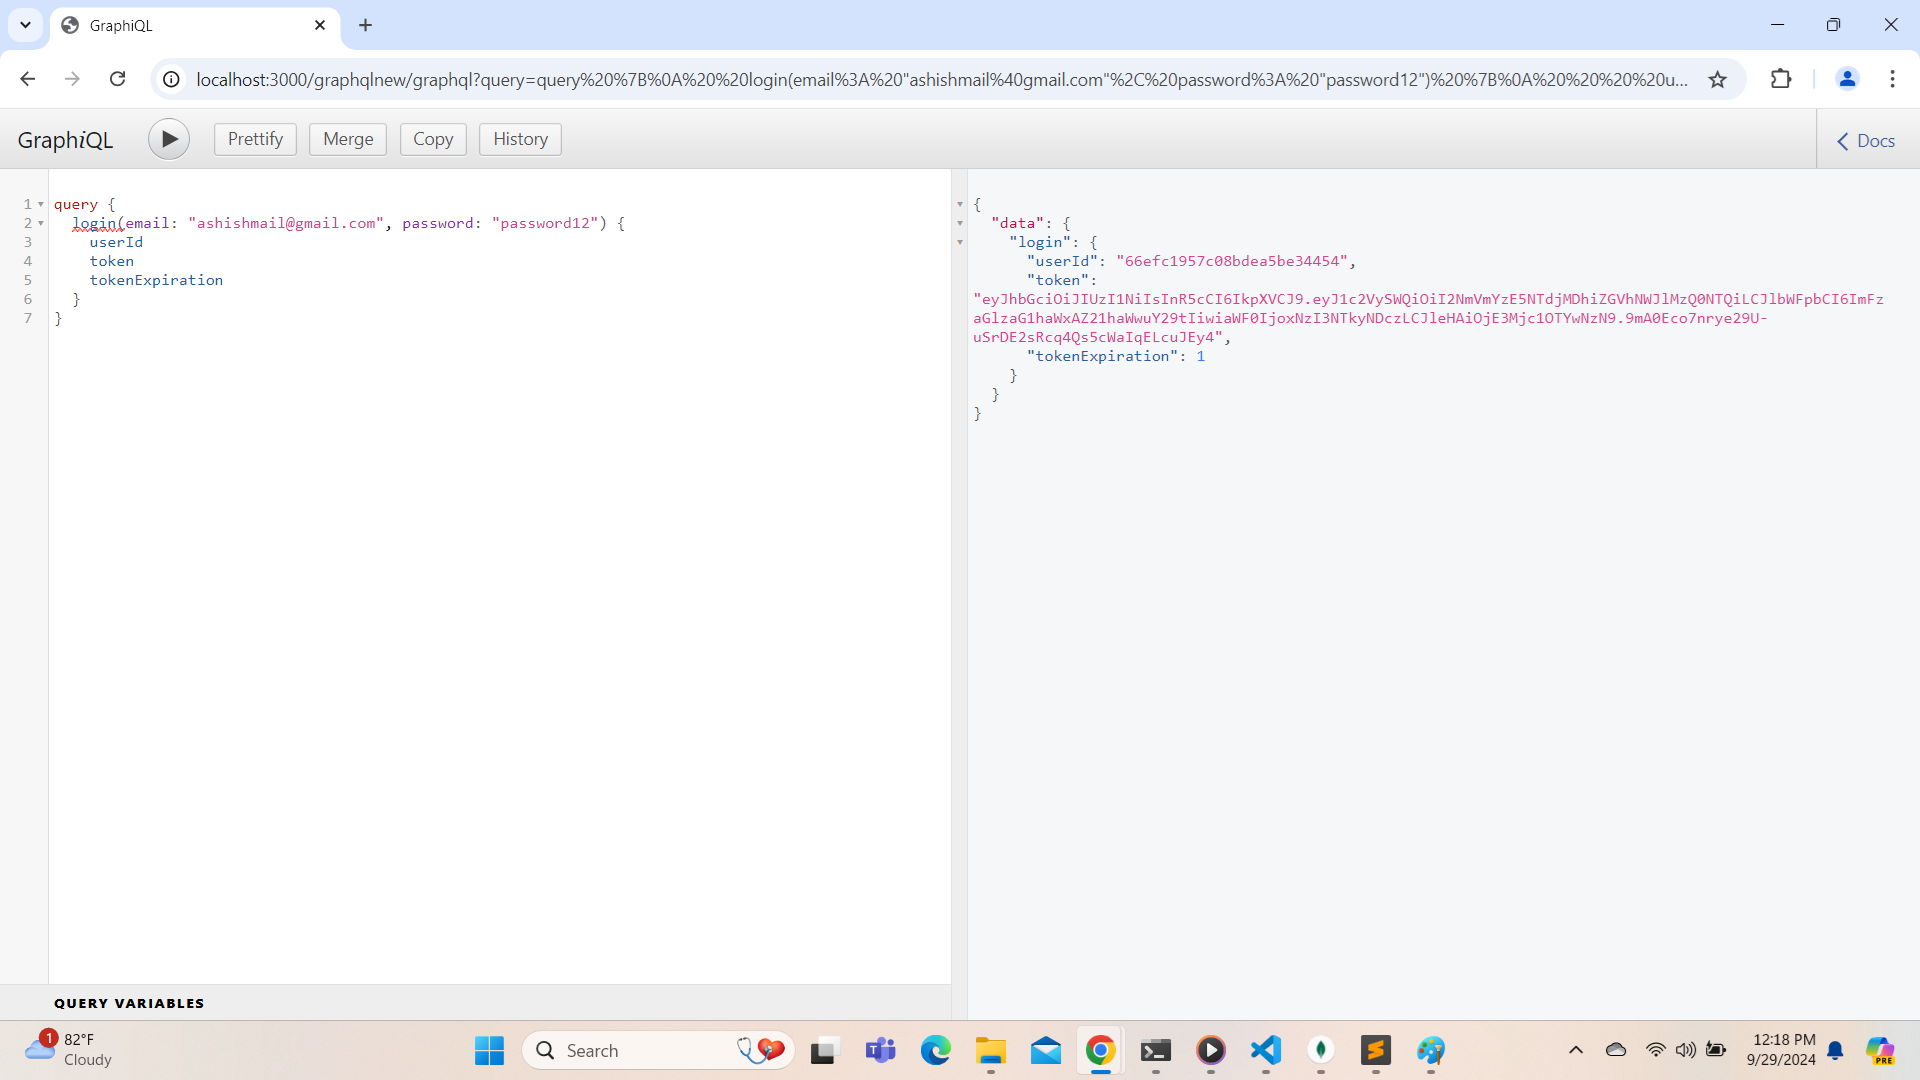 GraphiQL
localhost:3000/graphqlnew/graphql?query=query%20%7B%0A%20%20login(email%3A%20"ashishmail%40gmail.com"%2C%20password%3A%20"password12")%20%7B%0A%20%20%20%20u...
GraphiQL
Prettify
Merge
Copy
History
Docs
1 query {
2 login(email: "ashishmail@gmail.com", password: "password12") {
3 userId
4 token
5 tokenExpiration
6 }
7 }
{
"data": {
"login": {
"userId": "66efc1957c08bdea5be34454",
"token":
"eyJhbGciOiJIUzI1NiIsInR5cCI6IkpXVCJ9.eyJ1c2VySWQiOiI2NmVmYzE5NTdjMDhiZGVhNWJlMzQ0NTQiLCJlbWFpbCI6ImFz
aGlzaG1haWxAZ21haWwuY29tIiwiaWF0IjoxNzI3NTkyNDczLCJleHAiOjE3Mjc1OTYwNzN9.9mA0Eco7nrye29U-
uSrDE2sRcq4Qs5cWaIqELcuJEy4",
"tokenExpiration": 1
}
}
}
QUERY VARIABLES
1
82°F
Cloudy
Search
PRE
12:18 PM
9/29/2024